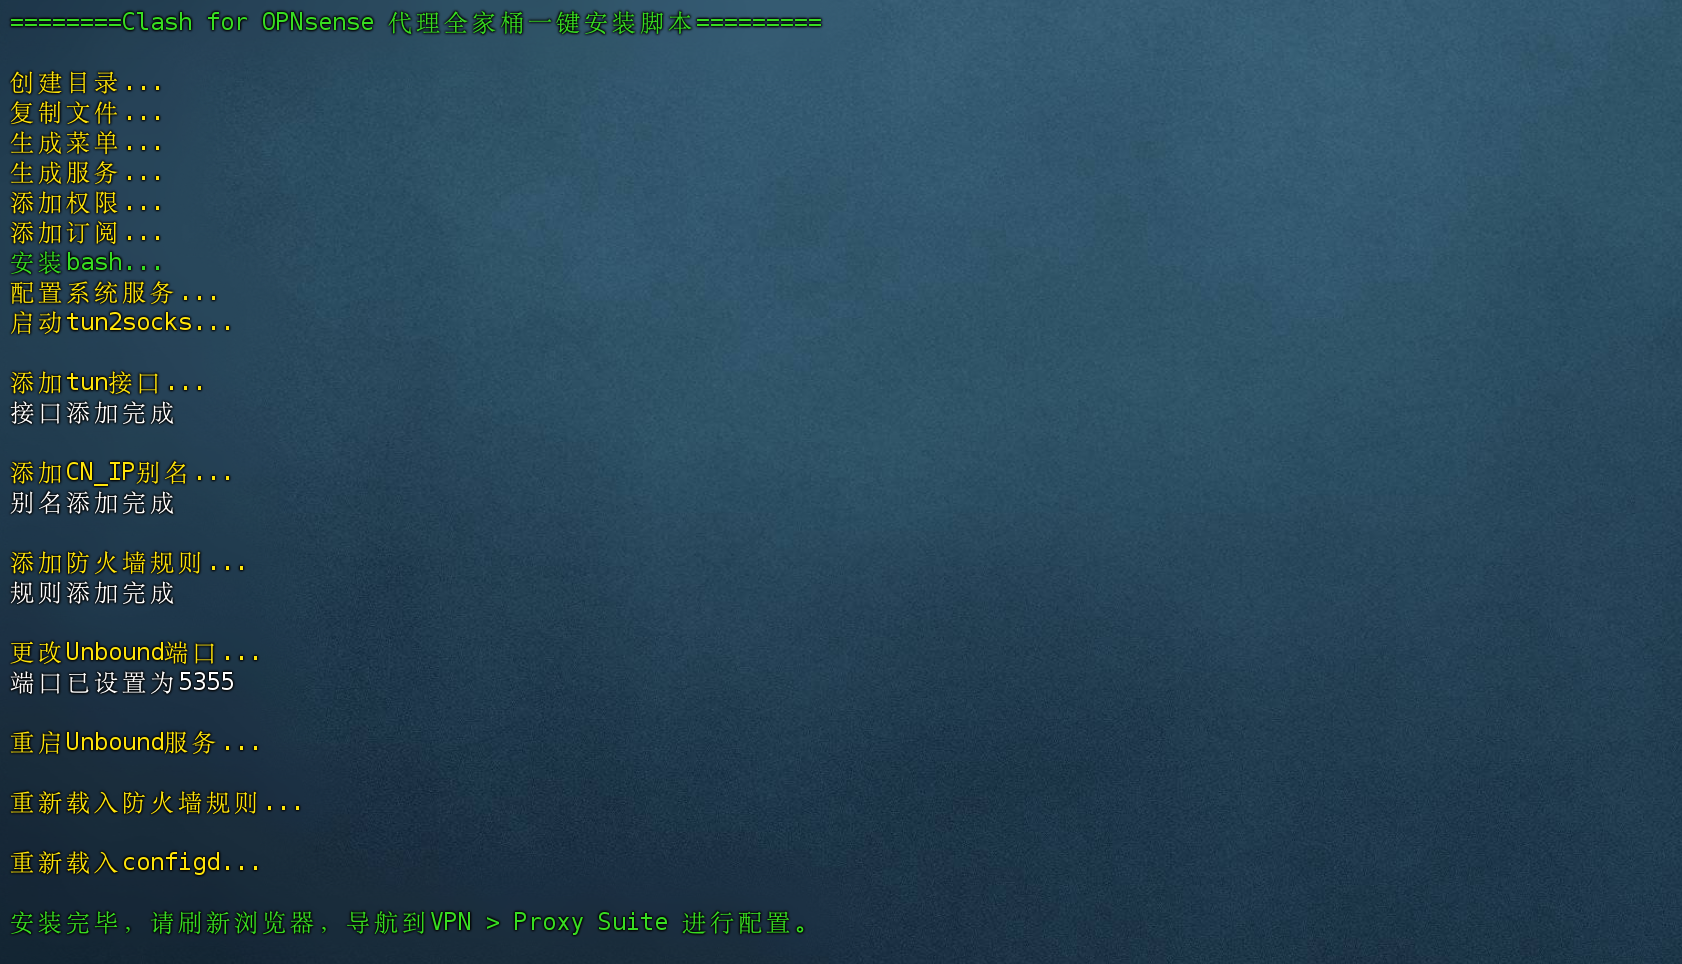 ========Clash for OPNsense 代理全家桶一键安装脚本=========
创建目录...
复制文件...
生成菜单...
生成服务...
添加权限...
添加订阅...
安装bash...
配置系统服务...
启动tun2socks...
添加tun接口...
接口添加完成
添加CN_IP别名...
别名添加完成
添加防火墙规则...
规则添加完成
更改Unbound端口...
端口已设置为5355
重启Unbound服务...
重新载入防火墙规则...
重新载入configd...
安装完毕，请刷新浏览器，导航到VPN > Proxy Suite 进行配置。